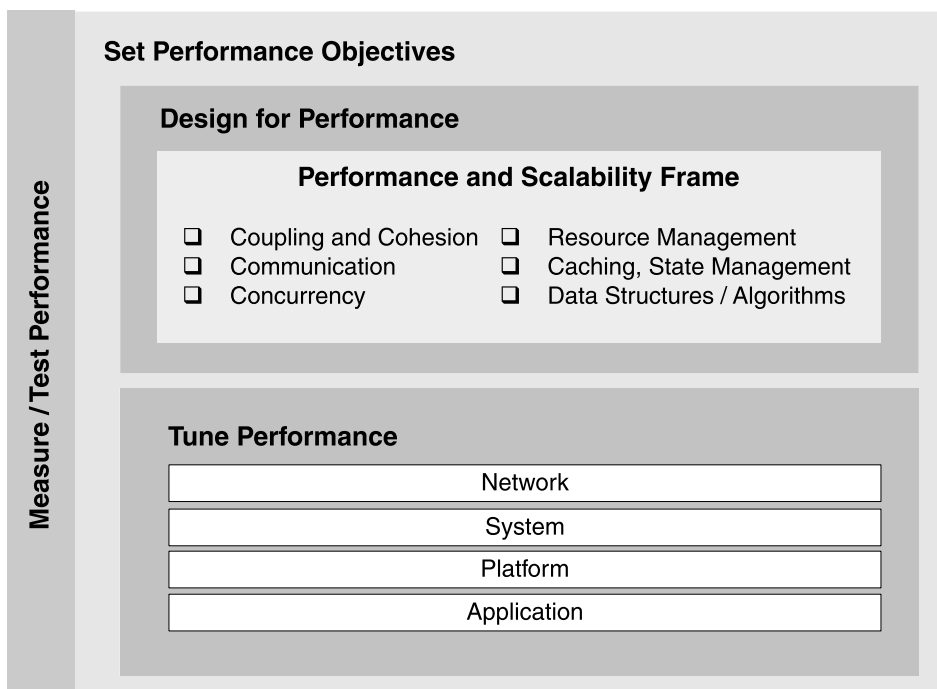 Set Performance Objectives
Design for Performance
Performance and Scalability Frame
❑ Coupling and Cohesion ❑ Resource Management
❑ Communication ❑ Caching, State Management
❑ Concurrency ❑ Data Structures / Algorithms
Measure / Test Performance
Tune Performance
Network
System
Platform
Application